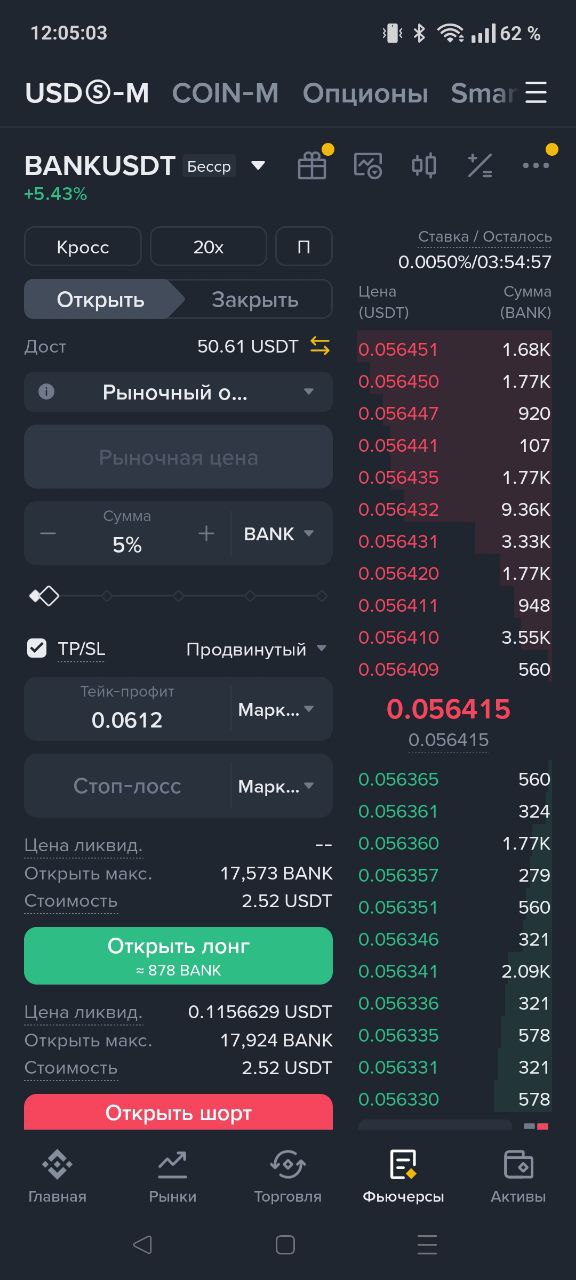 12:05:03
62 %
USDⓈ-M COIN-M Опционы Smar
BANKUSDT Бесср
+5.43%
Кросс 20x П
Ставка / Осталось
0.0050%/03:54:57
Открыть Закрыть
Дост 50.61 USDT
Рыночный о...
Рыночная цена
Сумма
5%
BANK
TP/SL Продвинутый
Тейк-профит
0.0612
Марк...
Стоп-лосс Марк...
Цена ликвид. --
Открыть макс. 17,573 BANK
Стоимость 2.52 USDT
Открыть лонг
≈ 878 BANK
Цена ликвид. 0.1156629 USDT
Открыть макс. 17,924 BANK
Стоимость 2.52 USDT
Открыть шорт
Цена Сумма
(USDT) (BANK)
0.056451 1.68K
0.056450 1.77K
0.056447 920
0.056441 107
0.056435 1.77K
0.056432 9.36K
0.056431 3.33K
0.056420 1.77K
0.056411 948
0.056410 3.55K
0.056409 560
0.056415
0.056415
0.056365 560
0.056361 324
0.056360 1.77K
0.056357 279
0.056351 560
0.056346 321
0.056341 2.09K
0.056336 321
0.056335 578
0.056331 321
0.056330 578
Главная Рынки Торговля Фьючерсы Активы